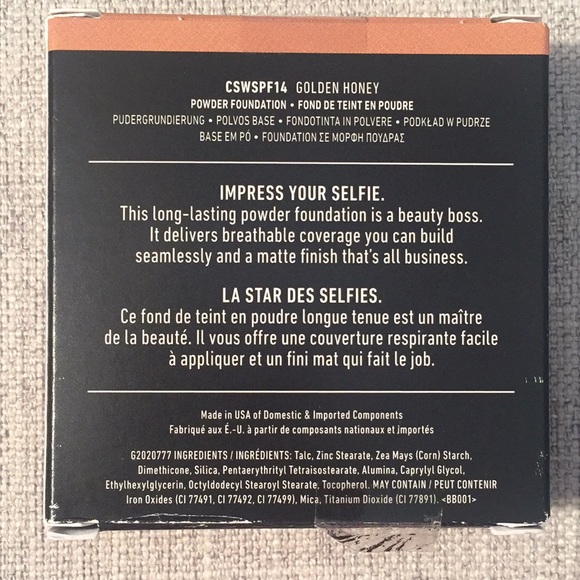 CSWSPF14 GOLDEN HONEY
POWDER FOUNDATION • FOND DE TEINT EN POUDRE
PUDERGRUNDIERUNG • POLVOS BASE • FONDOTINTA IN POLVERE • PODKŁAD W PUDRZE
BASE EM PÓ • FOUNDATION ΣΕ ΜΟΡΦΗ ΠΟΥΔΡΑΣ
IMPRESS YOUR SELFIE.
This long-lasting powder foundation is a beauty boss.
It delivers breathable coverage you can build
seamlessly and a matte finish that's all business.
LA STAR DES SELFIES.
Ce fond de teint en poudre longue tenue est un maître
de la beauté. Il vous offre une couverture respirante facile
à appliquer et un fini mat qui fait le job.
Made in USA of Domestic & Imported Components
Fabriqué aux É.-U. à partir de composants nationaux et importés
G2020777 INGREDIENTS / INGRÉDIENTS: Talc, Zinc Stearate, Zea Mays (Corn) Starch,
Dimethicone, Silica, Pentaerythrityl Tetraisostearate, Alumina, Caprylyl Glycol,
Ethylhexylglycerin, Octyldodecyl Stearoyl Stearate, Tocopherol. MAY CONTAIN / PEUT CONTENIR
Iron Oxides (CI 77491, CI 77492, CI 77499), Mica, Titanium Dioxide (CI 77891). <BB001>